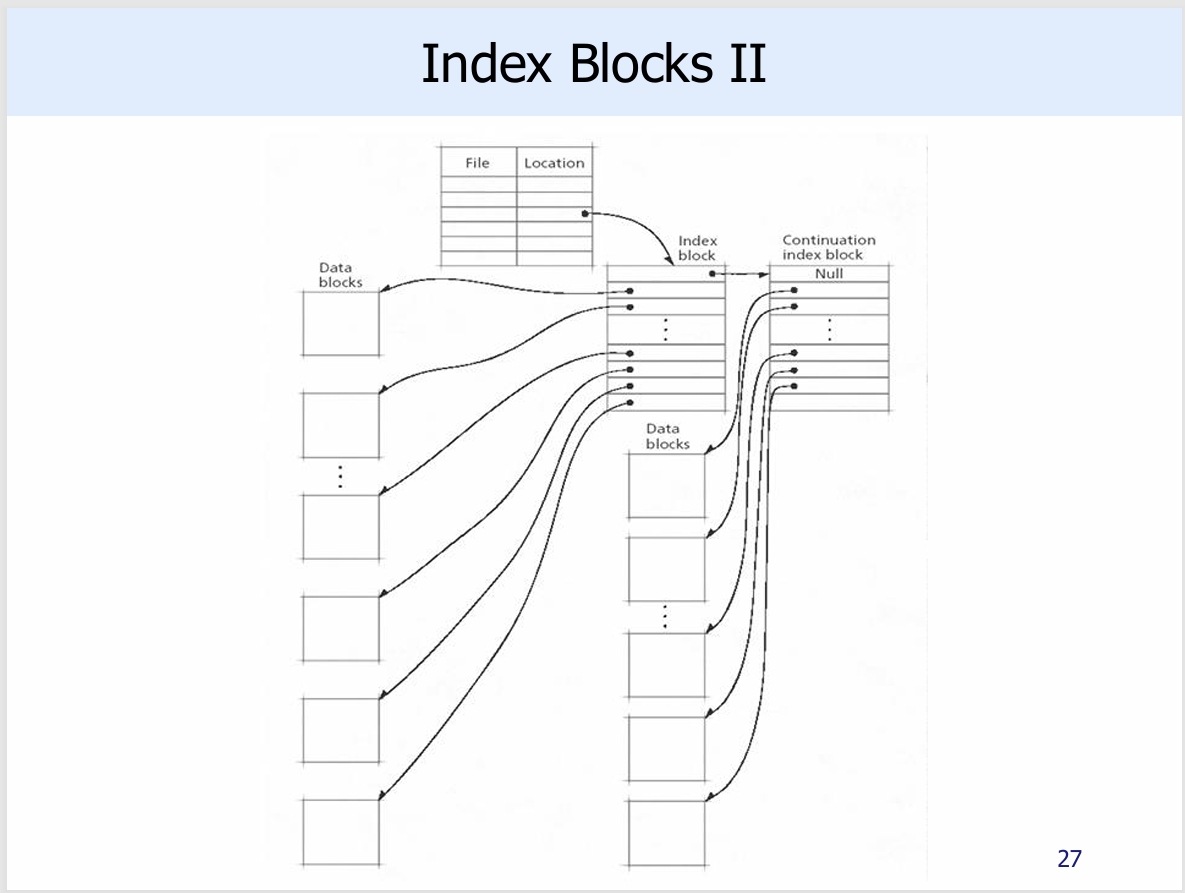 Index Blocks II
File
Location
Index
block
Continuation
index block
Null
Data
blocks
Data
blocks
27